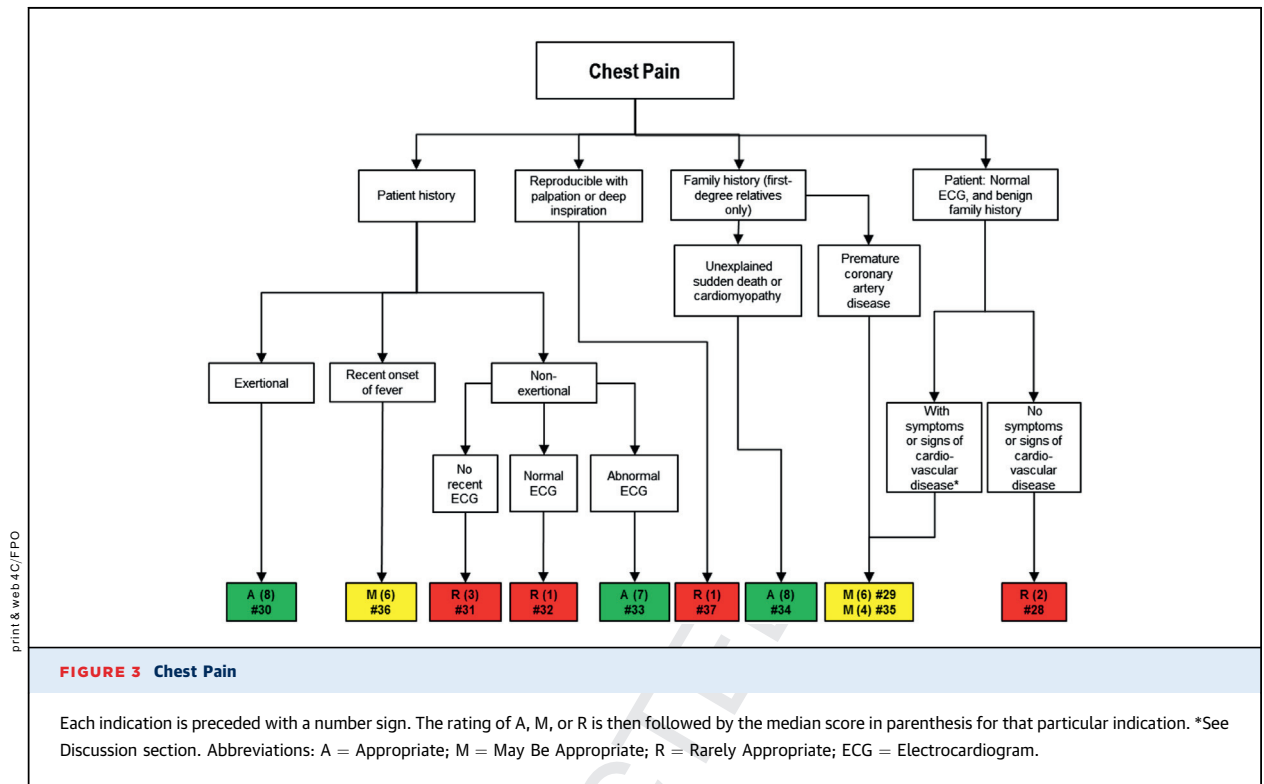 Chest Pain
Patient history
Reproducible with
palpation or deep
inspiration
Family history (first-
degree relatives
only)
Patient: Normal
ECG, and benign
family history
Unexplained
sudden death or
cardiomyopathy
Premature
coronary
artery
disease
Exertional
Recent onset
of fever
Non-
exertional
With
symptoms
or signs of
cardio-
vascular
disease*
No
symptoms
or signs of
cardio-
vascular
disease
No
recent
ECG
Normal
ECG
Abnormal
ECG
A (8)
#30
M (6)
#36
R (3)
#31
R (1)
#32
A (7)
#33
R (1)
#37
A (8)
#34
M (6) #29
M (4) #35
R (2)
#28
print & web 4C/FPO
FIGURE 3 Chest Pain
Each indication is preceded with a number sign. The rating of A, M, or R is then followed by the median score in parenthesis for that particular indication. *See
Discussion section. Abbreviations: A = Appropriate; M = May Be Appropriate; R = Rarely Appropriate; ECG = Electrocardiogram.